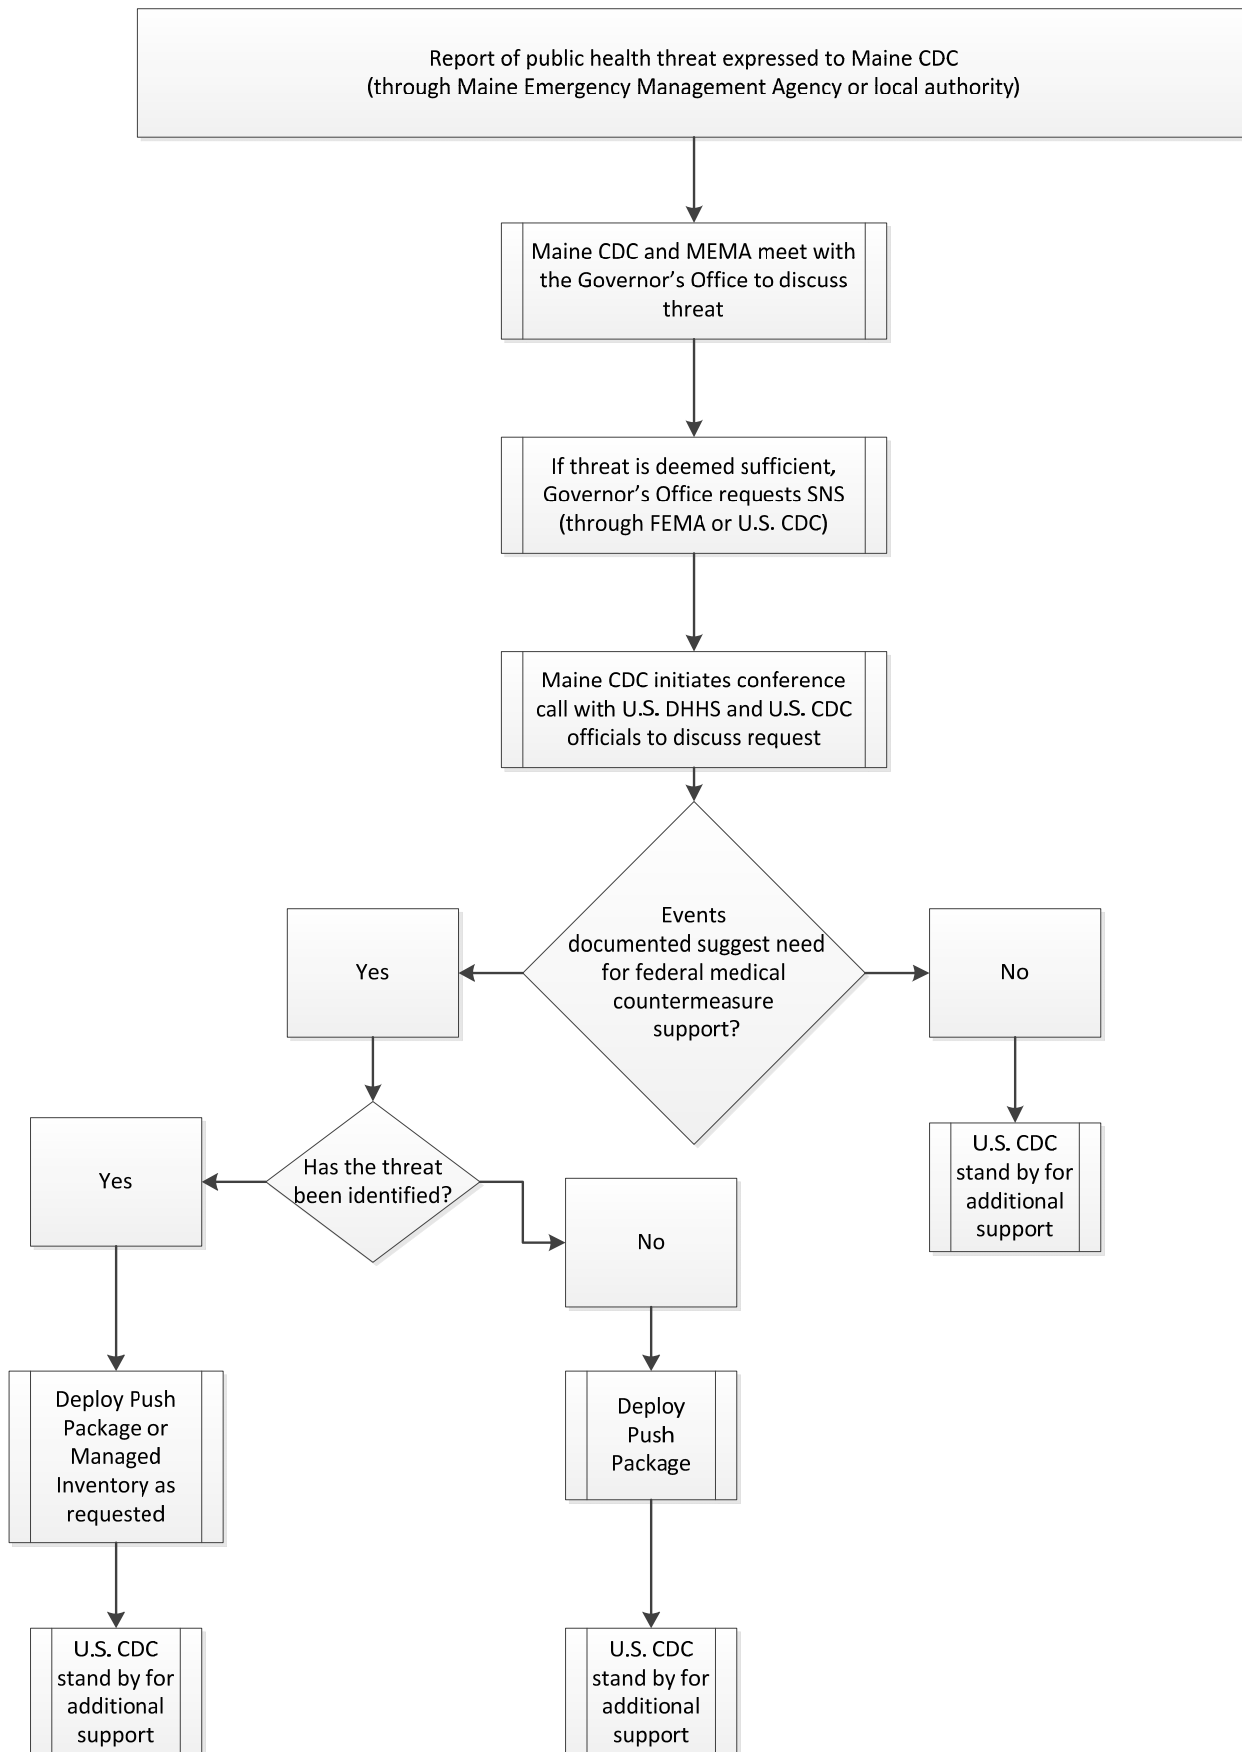 Report of public health threat expressed to Maine CDC
(through Maine Emergency Management Agency or local authority)
Maine CDC and MEMA meet with
the Governor's Office to discuss
threat
If threat is deemed sufficient,
Governor's Office requests SNS
(through FEMA or U.S. CDC)
Maine CDC initiates conference
call with U.S. DHHS and U.S. CDC
officials to discuss request
Events
documented suggest need
for federal medical
countermeasure
support?
Yes
No
Has the threat
been identified?
Yes
No
U.S. CDC
stand by for
additional
support
Deploy Push
Package or
Managed
Inventory as
requested
Deploy
Push
Package
U.S. CDC
stand by for
additional
support
U.S. CDC
stand by for
additional
support